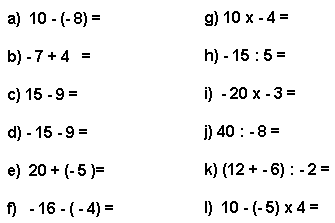 a) 10 - (- 8) =
b) - 7 + 4 =
c) 15 - 9 =
d) - 15 - 9 =
e) 20 + (- 5 )=
f) - 16 - ( - 4) =
g) 10 x - 4 =
h) - 15 : 5 =
i) - 20 x - 3 =
j) 40 : - 8 =
k) (12 + - 6) : - 2 =
l) 10 - (- 5) x 4 =